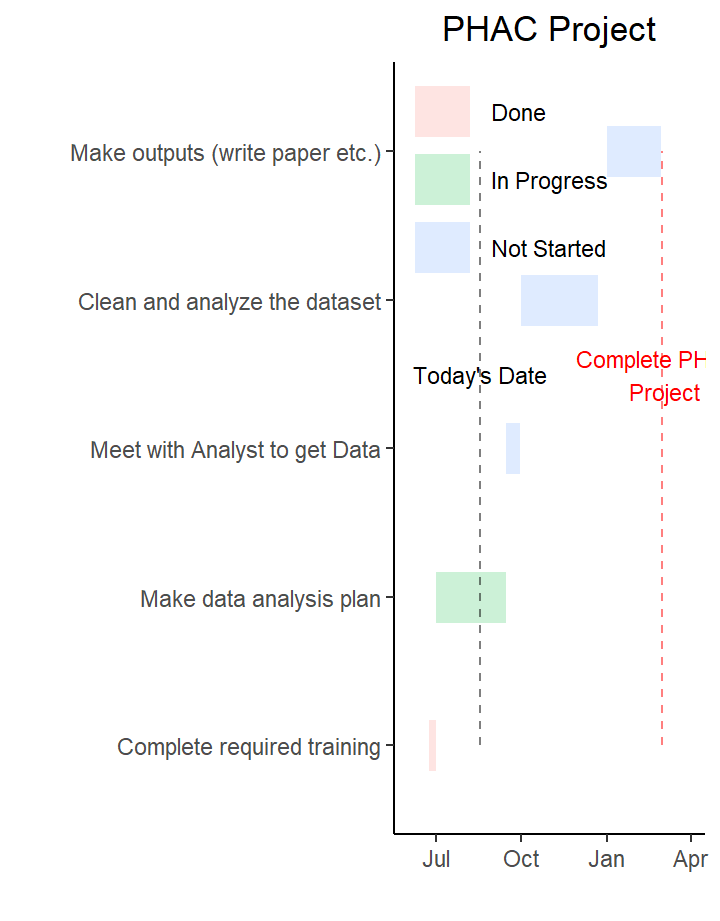 PHAC Project
Done
Make outputs (write paper etc.)
In Progress
Not Started
Clean and analyze the dataset
Complete PH
Today's Date
Project
Meet with Analyst to get Data
Make data analysis plan
Complete required training
Jul Oct Jan Apr